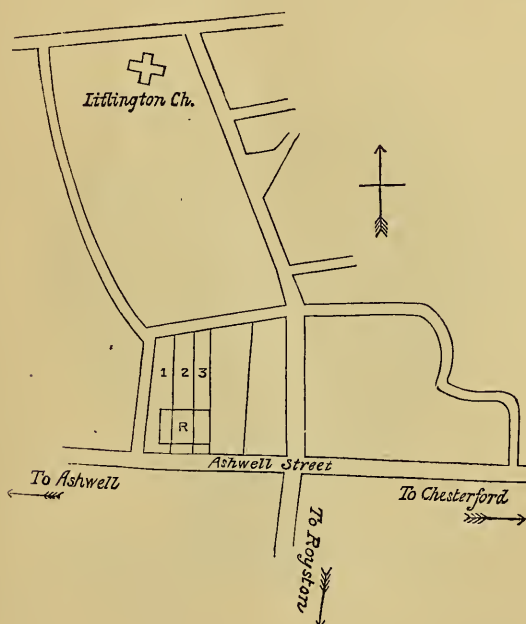 Litlington Ch.
1 2 3
R
Ashwell Street
To Ashwell
To Chesterford
To Royston